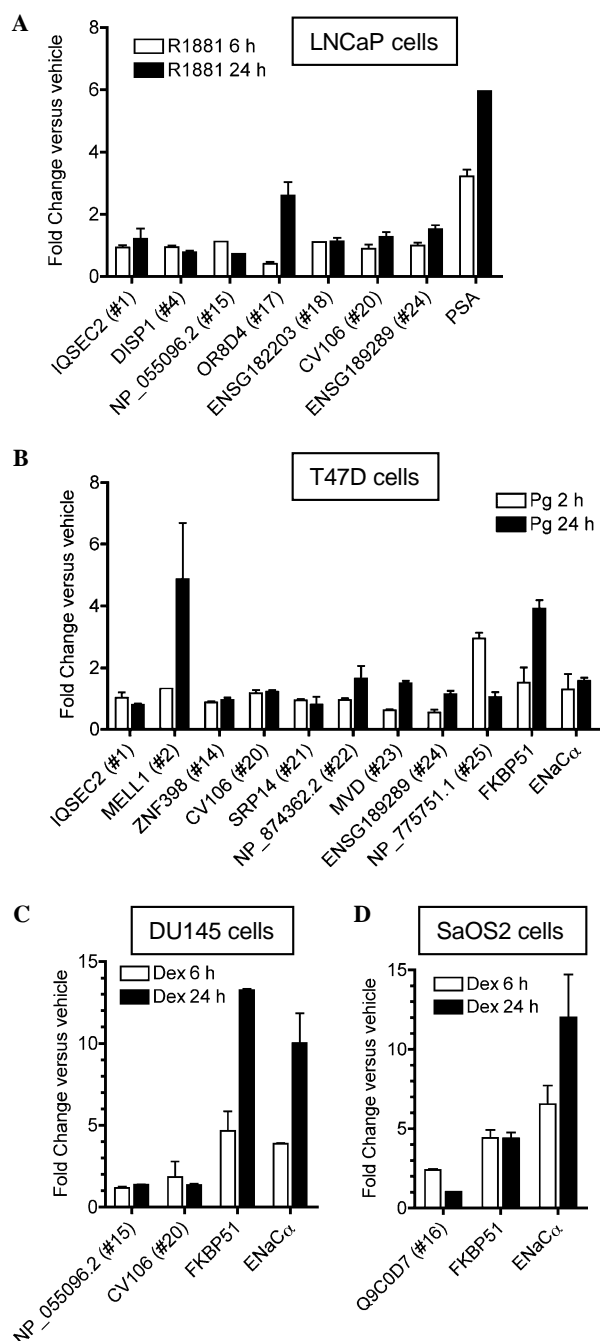 A
LNCaP cells
R1881 6 h
R1881 24 h
Fold Change versus vehicle
8
6
4
2
0
IQSEC2 (#1)
DISP1 (#4)
NP_055096.2 (#15)
OR8D4 (#17)
ENSG182203 (#18)
CV106 (#20)
ENSG189289 (#24)
PSA
B
T47D cells
Pg 2 h
Pg 24 h
Fold Change versus vehicle
8
6
4
2
0
IQSEC2 (#1)
MELL1 (#2)
ZNF398 (#14)
CV106 (#20)
SRP14 (#21)
NP_874362.2 (#22)
MVD (#23)
ENSG189289 (#24)
NP_775751.1 (#25)
FKBP51
ENaCα
C
DU145 cells
Dex 6 h
Dex 24 h
Fold Change versus vehicle
15
10
5
0
NP_055096.2 (#15)
CV106 (#20)
FKBP51
ENaCα
D
SaOS2 cells
Dex 6 h
Dex 24 h
Fold Change versus vehicle
15
10
5
0
Q9C0D7 (#16)
FKBP51
ENaCα